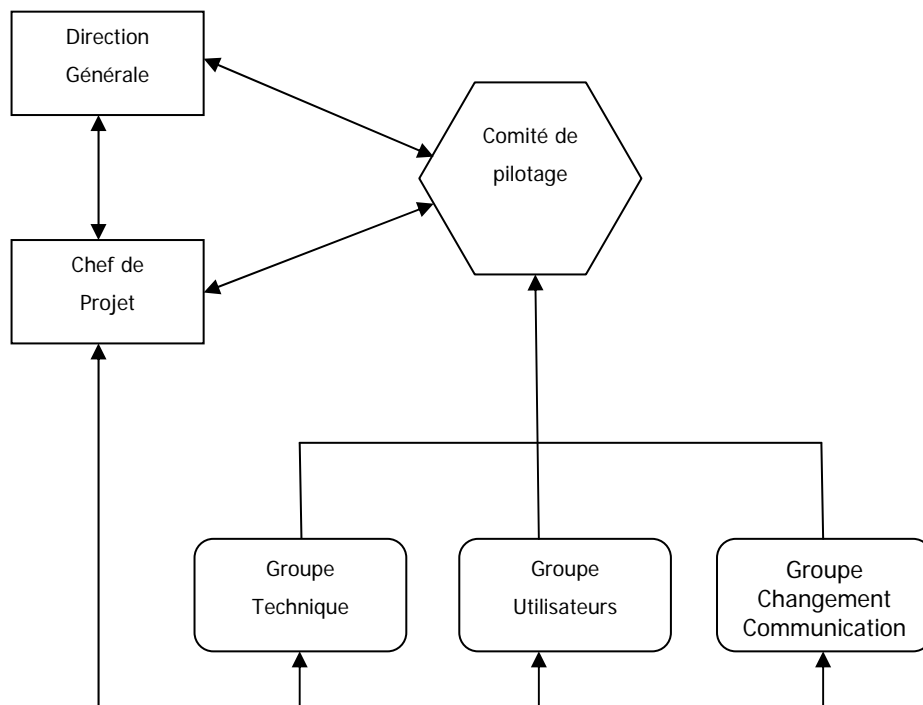 Direction
Générale
Comité de
pilotage
Chef de
Projet
Groupe
Technique
Groupe
Utilisateurs
Groupe
Changement
Communication